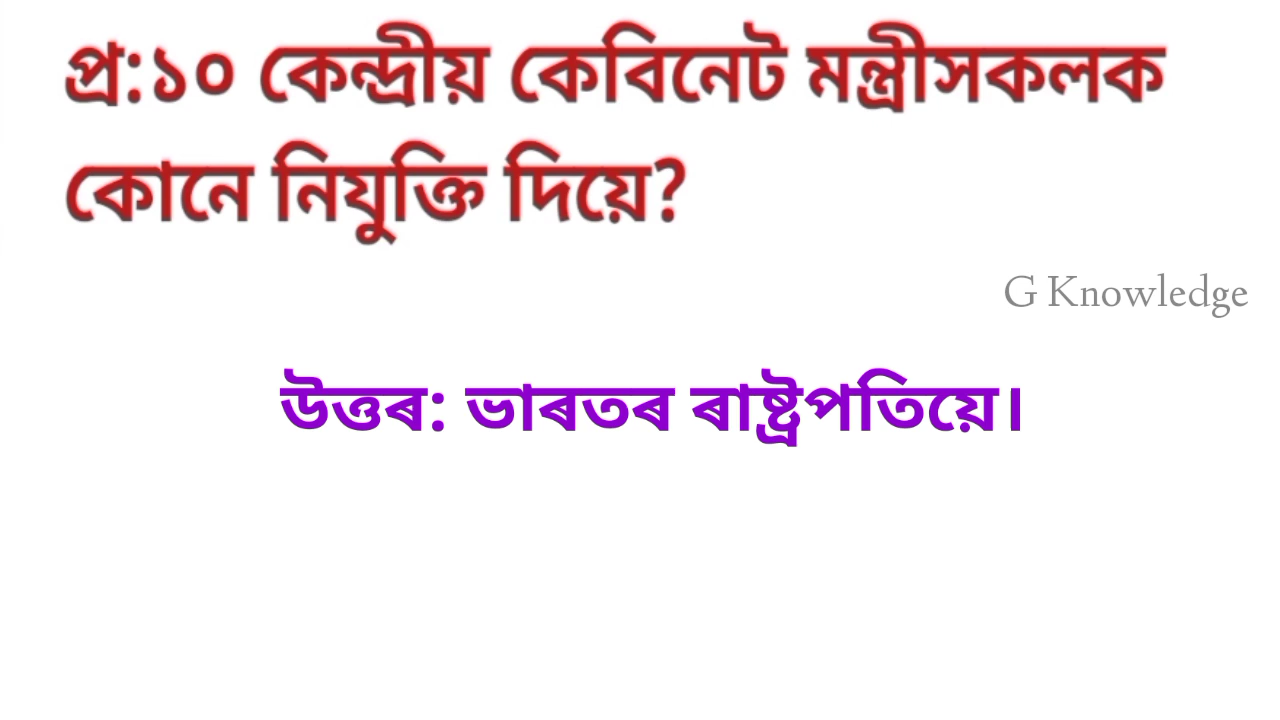 প্ৰ:১০ কেন্দ্ৰীয় কেবিনেট মন্ত্ৰীসকলক
কোনে নিযুক্তি দিয়ে?
G Knowledge
উত্তৰ: ভাৰতৰ ৰাষ্ট্ৰপতিয়ে।